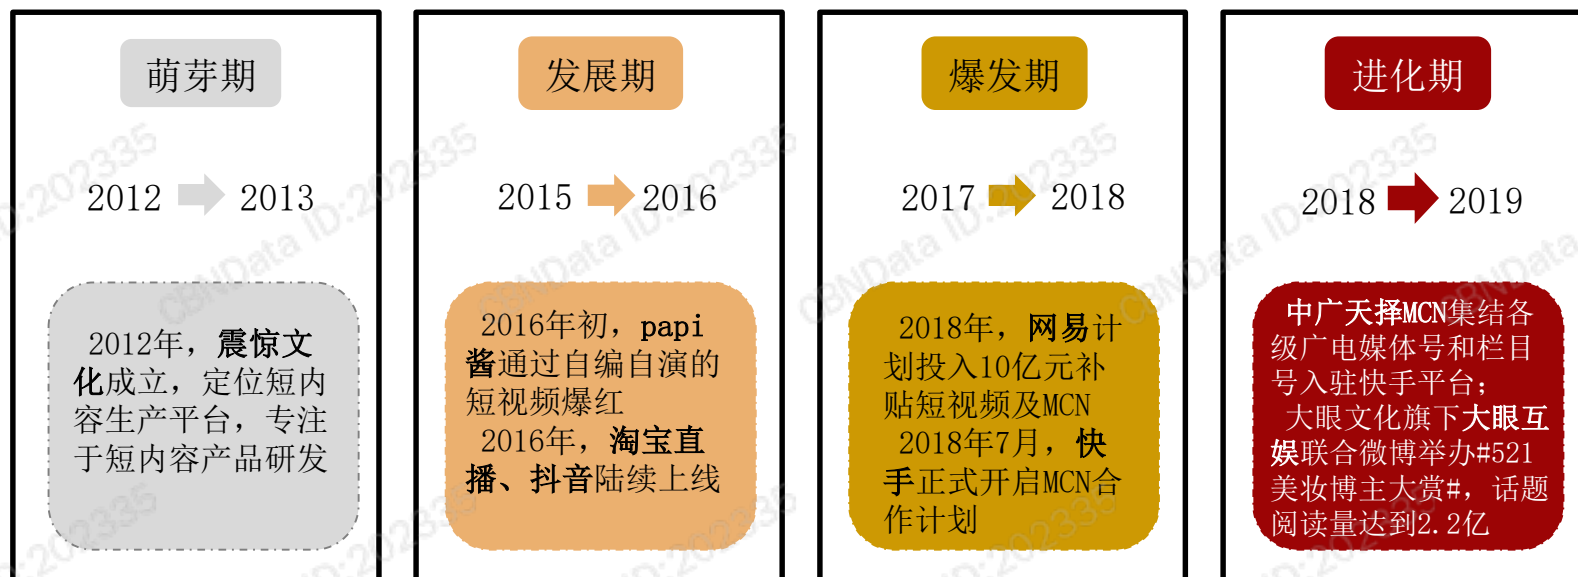 萌芽期
2012 2013
2012年，震惊文
化成立，定位短内
容生产平台，专注
于短内容产品研发
发展期
2015 2016
2016年初，papi
酱通过自编自演的
短视频爆红
2016年，淘宝直
播、抖音陆续上线
爆发期
2017 2018
2018年，网易计
划投入10亿元补
贴短视频及MCN
2018年7月，快
手正式开启MCN合
作计划
进化期
2018 2019
中广天择MCN集结各
级广电媒体号和栏目
号入驻快手平台；
大眼文化旗下大眼互
娱联合微博举办#521
美妆博主大赏#，话题
阅读量达到2.2亿
CBNData ID:202335